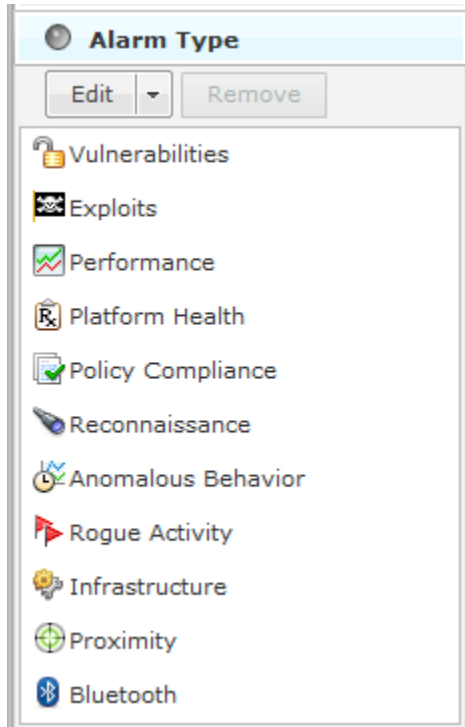 Alarm Type
Edit Remove
Vulnerabilities
Exploits
Performance
Platform Health
Policy Compliance
Reconnaissance
Anomalous Behavior
Rogue Activity
Infrastructure
Proximity
Bluetooth